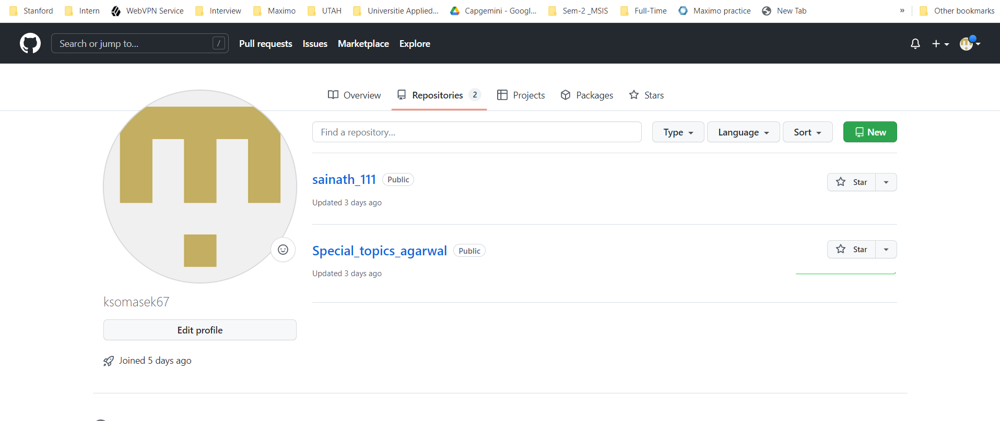 Stanford Intern WebVPN Service Interview Maximo UTAH Universitie Applied... Capgemini - Googl... Sem-2 _MSIS Full-Time Maximo practice New Tab » Other bookmarks
Search or jump to... / Pull requests Issues Marketplace Explore
Overview Repositories 2 Projects Packages Stars
Find a repository... Type Language Sort New
sainath_111 Public Star
Updated 3 days ago
Special_topics_agarwal Public Star
Updated 3 days ago
ksomasek67
Edit profile
Joined 5 days ago